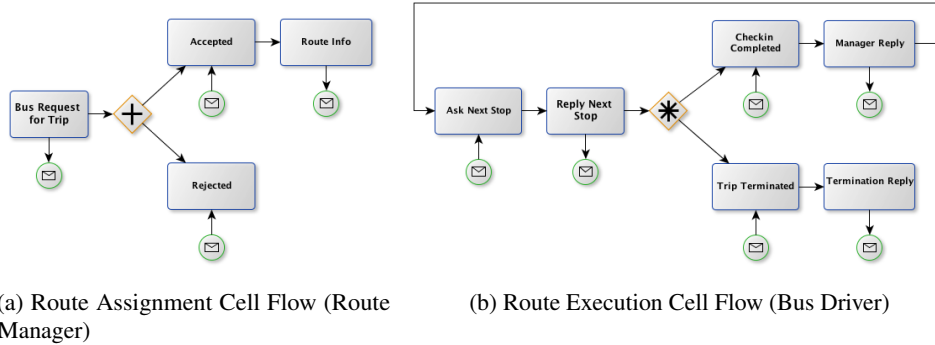 Accepted
Route Info
Bus Request
for Trip
Rejected
Checkin
Completed
Manager Reply
Ask Next Stop
Reply Next
Stop
Trip Terminated
Termination Reply
(a) Route Assignment Cell Flow (Route
Manager)
(b) Route Execution Cell Flow (Bus Driver)